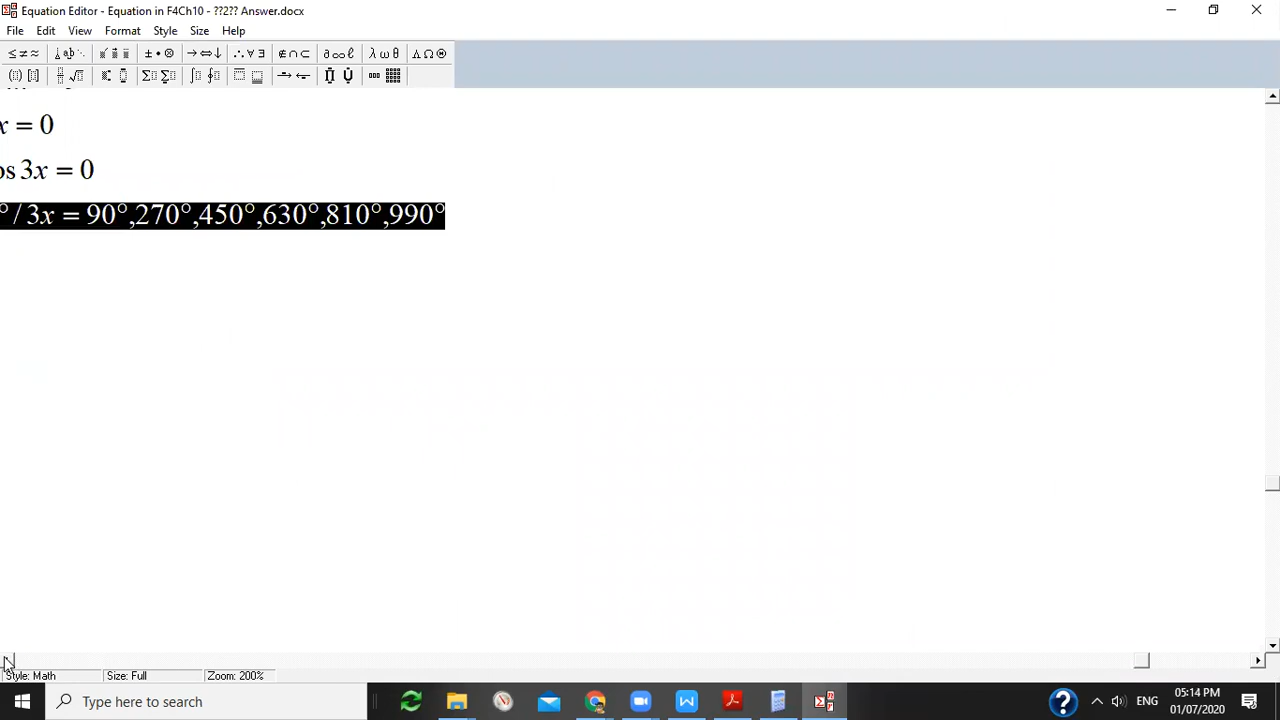 Equation Editor - Equation in F4Ch10 - ??2?? Answer.docx
File Edit View Format Style Size Help
x = 0
os 3x = 0
° / 3x = 90°,270°,450°,630°,810°,990°
Style: Math Size: Full Zoom: 200%
Type here to search
ENG
05:14 PM
01/07/2020